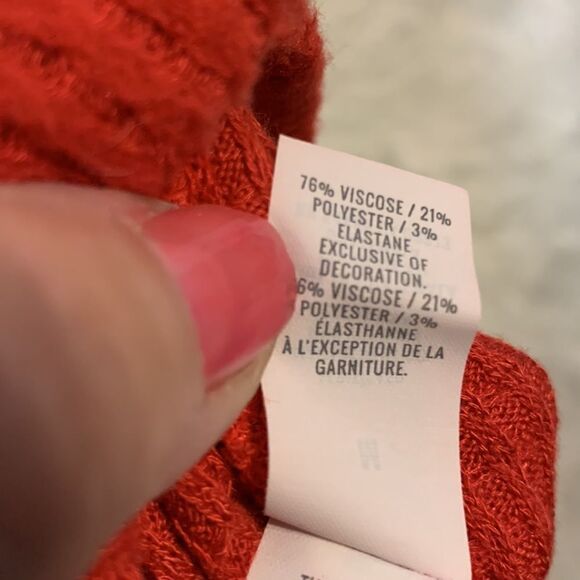 76% VISCOSE / 21%
POLYESTER / 3%
ELASTANE
EXCLUSIVE OF
DECORATION.
6% VISCOSE / 21%
POLYESTER / 3%
ÉLASTHANNE
À L'EXCEPTION DE LA
GARNITURE.